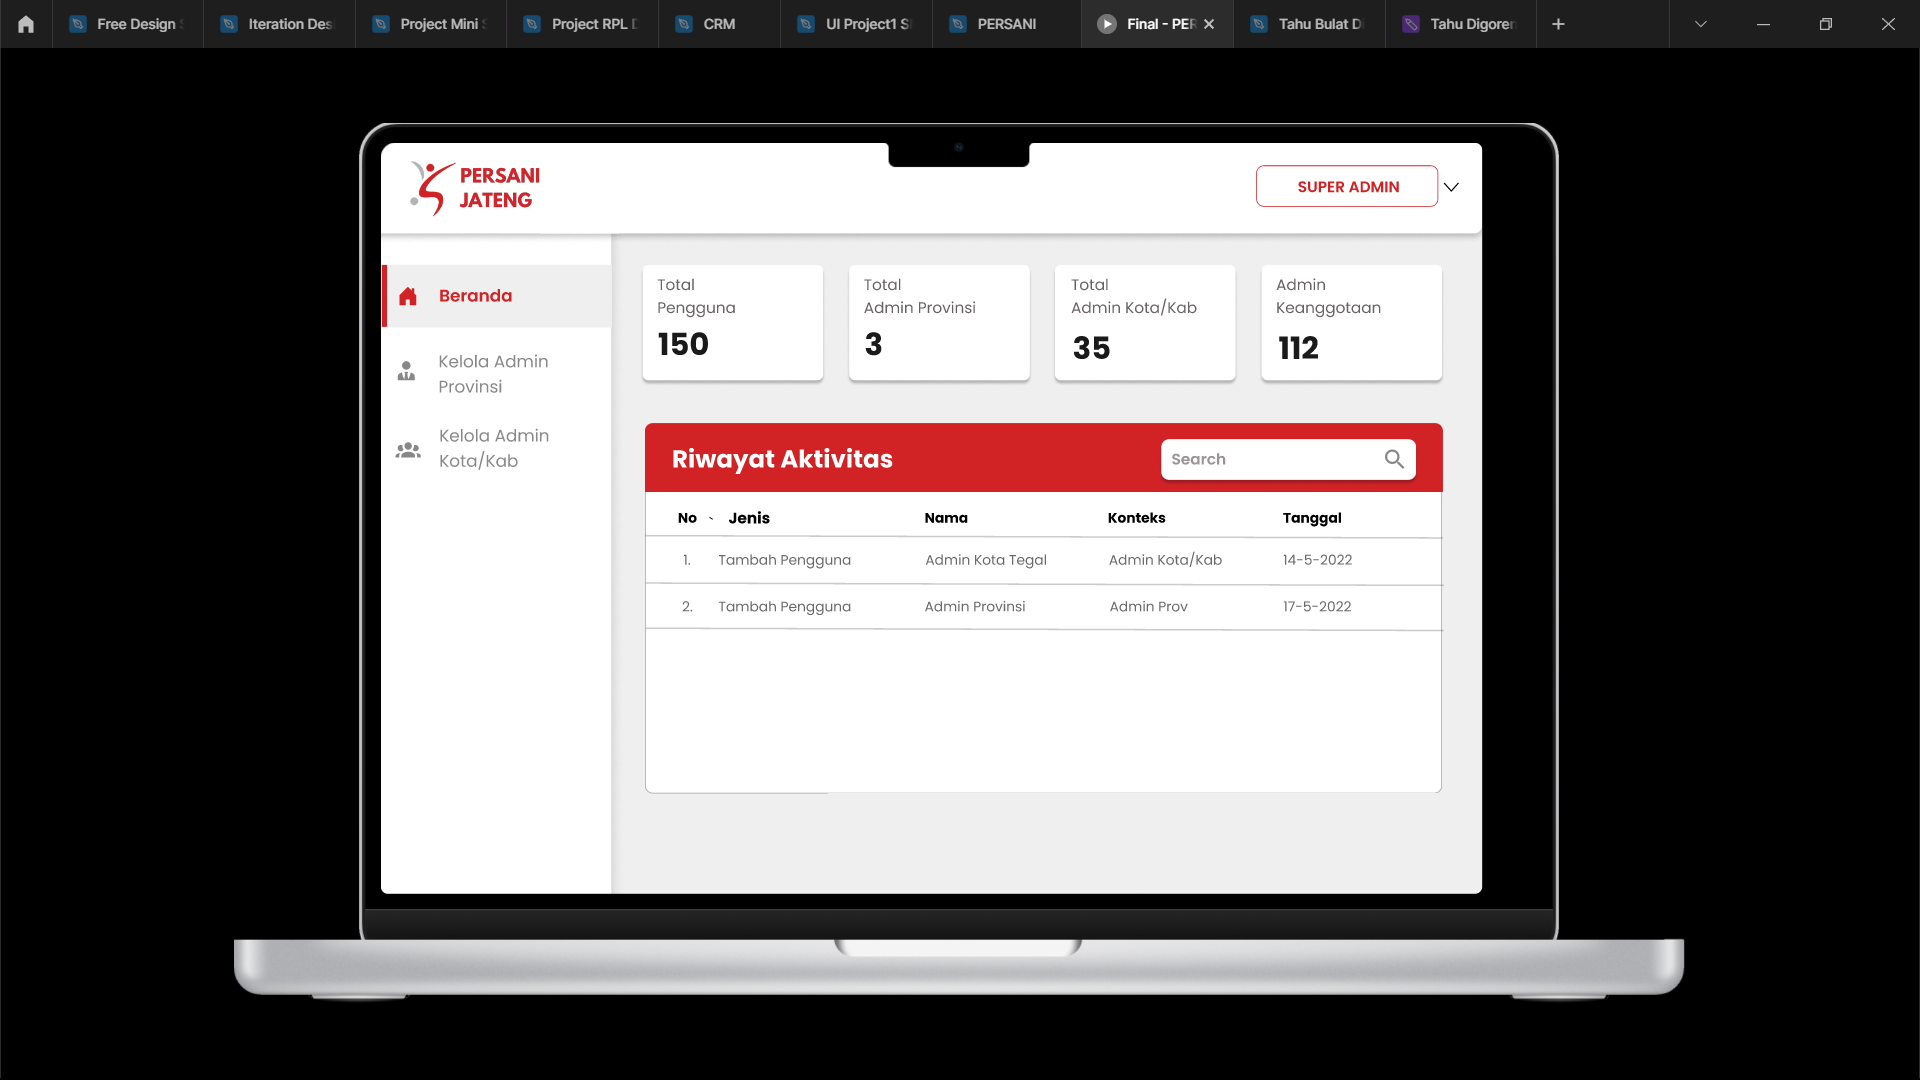 Free Design
Iteration Des
Project Mini
Project RPL D
CRM
UI Project1 S
PERSANI
Final - PER
Tahu Bulat D
Tahu Digoren
PERSANI
JATENG
SUPER ADMIN
Beranda
Kelola Admin
Provinsi
Kelola Admin
Kota/Kab
Total
Pengguna
150
Total
Admin Provinsi
3
Total
Admin Kota/Kab
35
Admin
Keanggotaan
112
Riwayat Aktivitas
Search
No Jenis Nama Konteks Tanggal
1. Tambah Pengguna Admin Kota Tegal Admin Kota/Kab 14-5-2022
2. Tambah Pengguna Admin Provinsi Admin Prov 17-5-2022